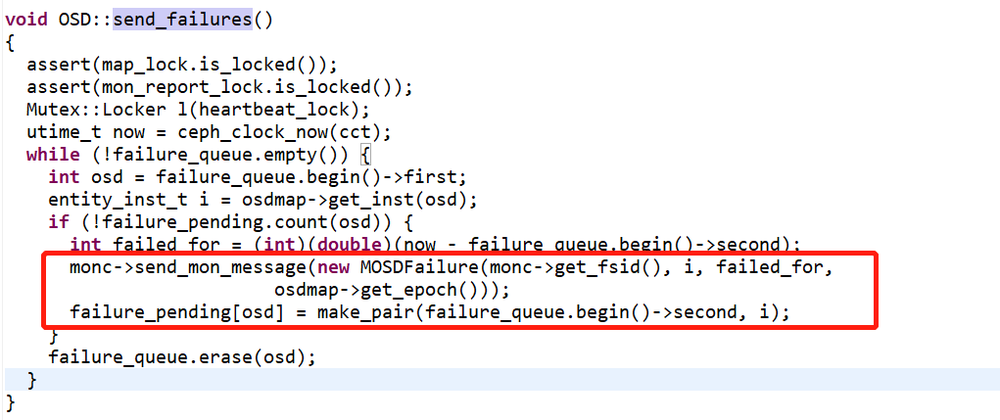 void OSD::send_failures()
{
  assert(map_lock.is_locked());
  assert(mon_report_lock.is_locked());
  Mutex::Locker l(heartbeat_lock);
  utime_t now = ceph_clock_now(cct);
  while (!failure_queue.empty()) {
    int osd = failure_queue.begin()->first;
    entity_inst_t i = osdmap->get_inst(osd);
    if (!failure_pending.count(osd)) {
      int failed_for = (int)(double)(now - failure_queue.begin()->second);
      monc->send_mon_message(new MOSDFailure(monc->get_fsid(), i, failed_for,
                             osdmap->get_epoch()));
      failure_pending[osd] = make_pair(failure_queue.begin()->second, i);
    }
    failure_queue.erase(osd);
  }
}